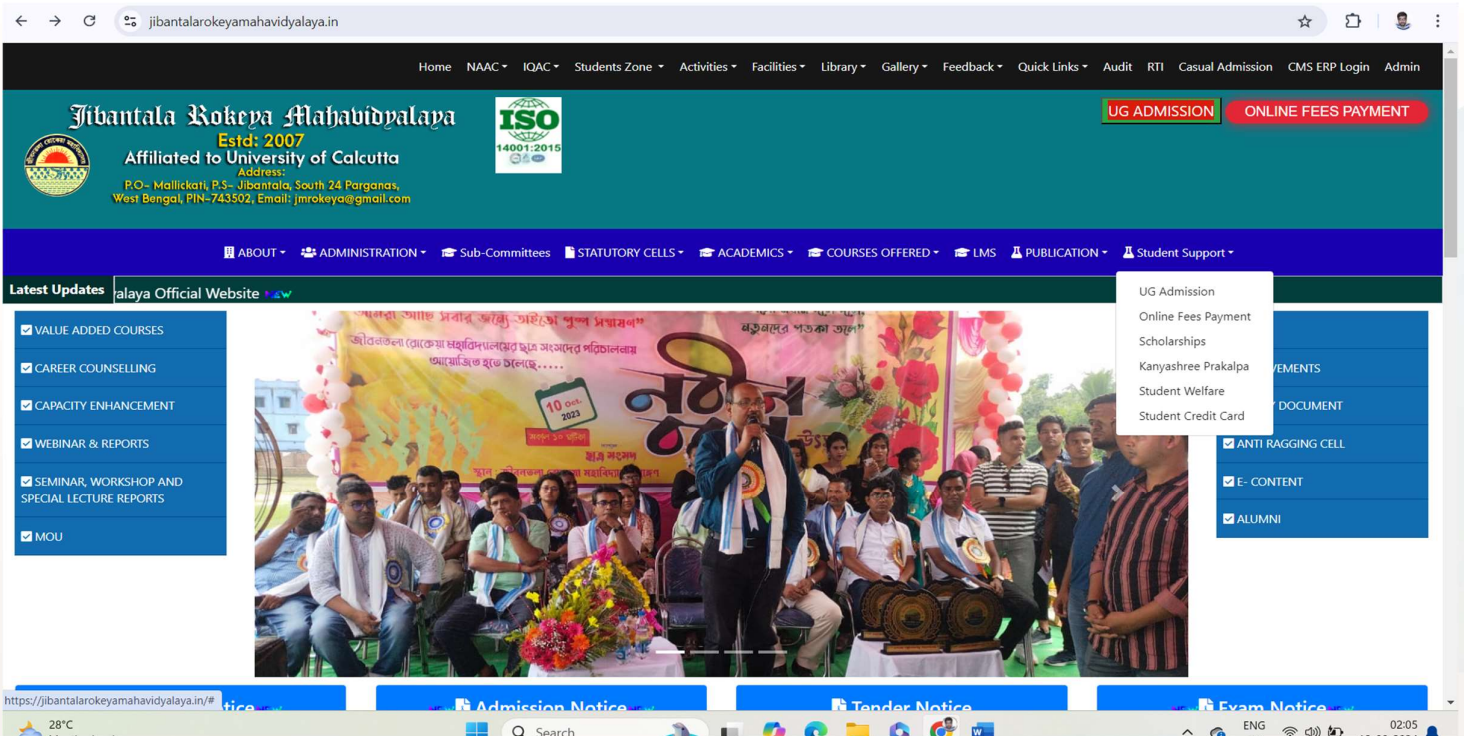 jibantalarokeyamahavidyalaya.in
Home NAAC IQAC Students Zone Activities Facilities Library Gallery Feedback Quick Links Audit RTI Casual Admission CMS ERP Login Admin
Jibantala Rokeya Mahavidyalaya
Estd: 2007
Affiliated to University of Calcutta
Address:
P.O- Mallickati, P.S- Jibantala, South 24 Parganas,
West Bengal, PIN-743502, Email: jmrokeya@gmail.com
ISO
14001:2015
UG ADMISSION ONLINE FEES PAYMENT
ABOUT ADMINISTRATION Sub-Committees STATUTORY CELLS ACADEMICS COURSES OFFERED LMS PUBLICATION Student Support
UG Admission
Online Fees Payment
Scholarships
Kanyashree Prakalpa
Student Welfare
Student Credit Card
Latest Updates alaya Official Website
VALUE ADDED COURSES
CAREER COUNSELLING
CAPACITY ENHANCEMENT
WEBINAR & REPORTS
SEMINAR, WORKSHOP AND
SPECIAL LECTURE REPORTS
MOU
10 oct.
2023
নবীন
DOCUMENT
ANTI RAGGING CELL
E- CONTENT
ALUMNI
Admission Notice
Tender Notice
Exam Notice
https://jibantalarokeyamahavidyalaya.in/#
28°C
Search
ENG
02:05